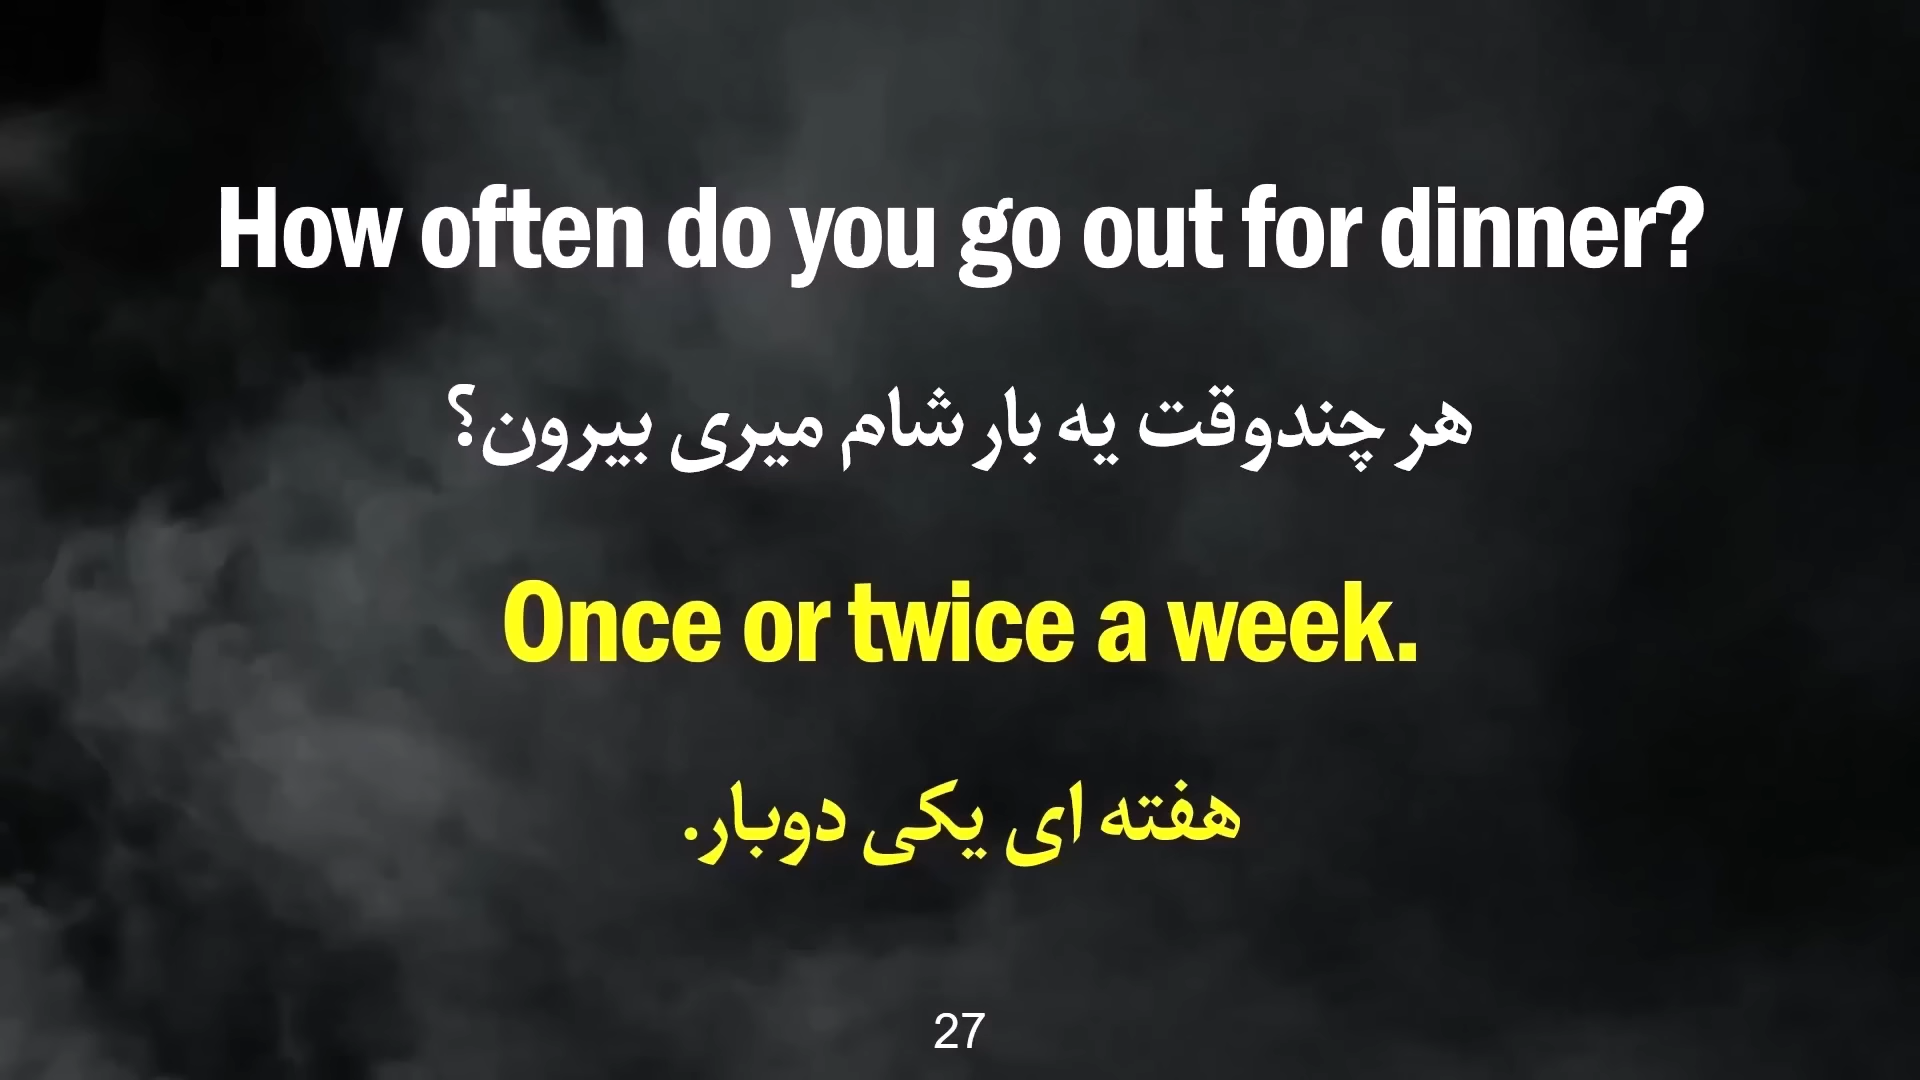 How often do you go out for dinner?
هر چندوقت یه بار شام میری بیرون؟
Once or twice a week.
هفته ای یکی دوبار.
27